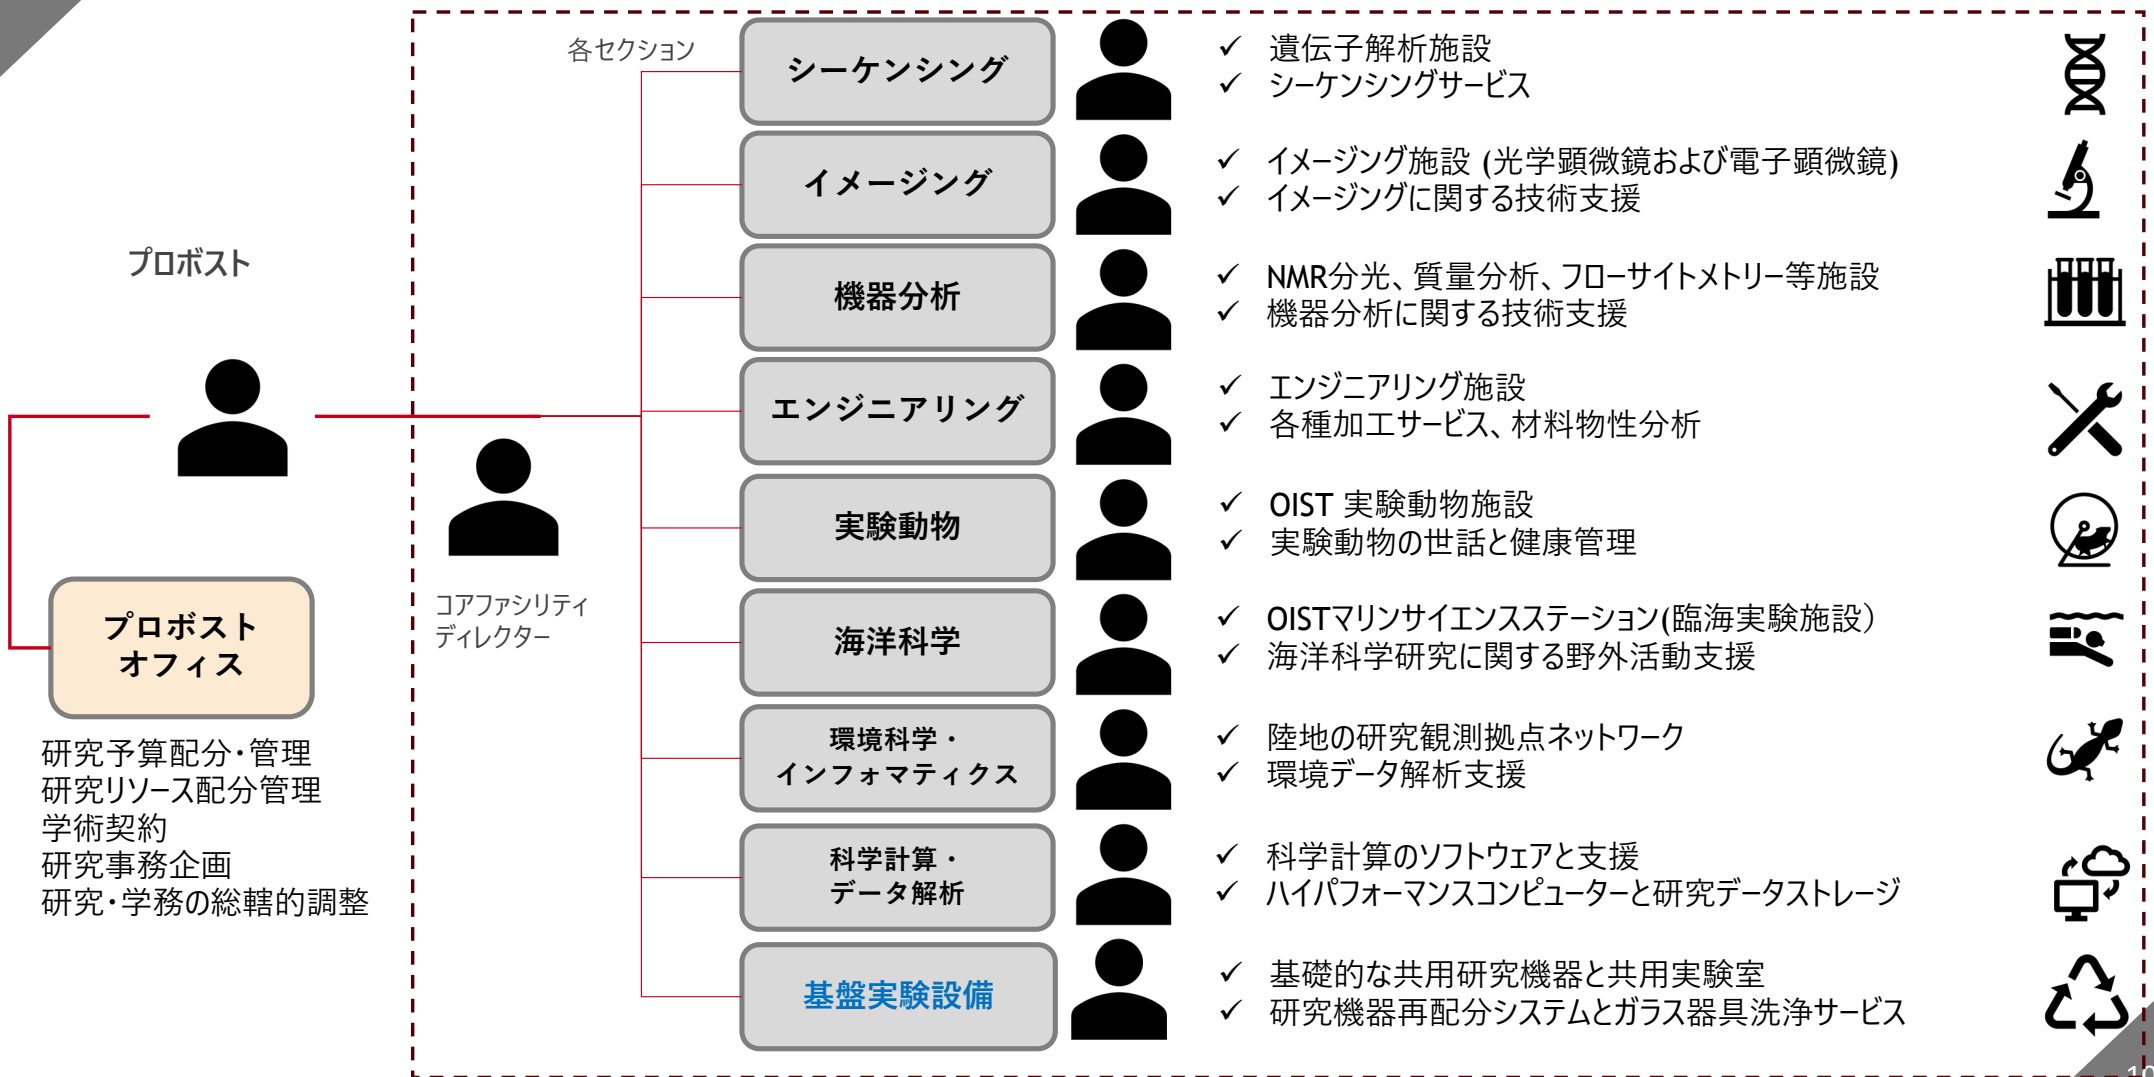 プロボスト
プロボスト
オフィス
研究予算配分・管理
研究リソース配分管理
学術契約
研究事務企画
研究・学務の総轄的調整
コアファシリティ
ディレクター
各セクション
シーケンシング
✓ 遺伝子解析施設
✓ シーケンシングサービス
イメージング
✓ イメージング施設 (光学顕微鏡および電子顕微鏡)
✓ イメージングに関する技術支援
機器分析
✓ NMR分光、質量分析、フローサイトメトリー等施設
✓ 機器分析に関する技術支援
エンジニアリング
✓ エンジニアリング施設
✓ 各種加工サービス、材料物性分析
実験動物
✓ OIST 実験動物施設
✓ 実験動物の世話と健康管理
海洋科学
✓ OISTマリンサイエンスステーション(臨海実験施設）
✓ 海洋科学研究に関する野外活動支援
環境科学・
インフォマティクス
✓ 陸地の研究観測拠点ネットワーク
✓ 環境データ解析支援
科学計算・
データ解析
✓ 科学計算のソフトウェアと支援
✓ ハイパフォーマンスコンピューターと研究データストレージ
基盤実験設備
✓ 基礎的な共用研究機器と共用実験室
✓ 研究機器再配分システムとガラス器具洗浄サービス